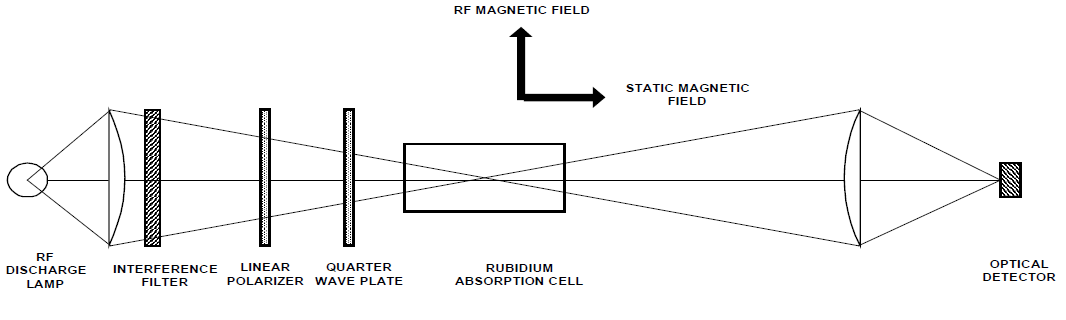 RF MAGNETIC FIELD
STATIC MAGNETIC
FIELD
RF
DISCHARGE
LAMP
INTERFERENCE
FILTER
LINEAR
POLARIZER
QUARTER
WAVE PLATE
RUBIDIUM
ABSORPTION CELL
OPTICAL
DETECTOR